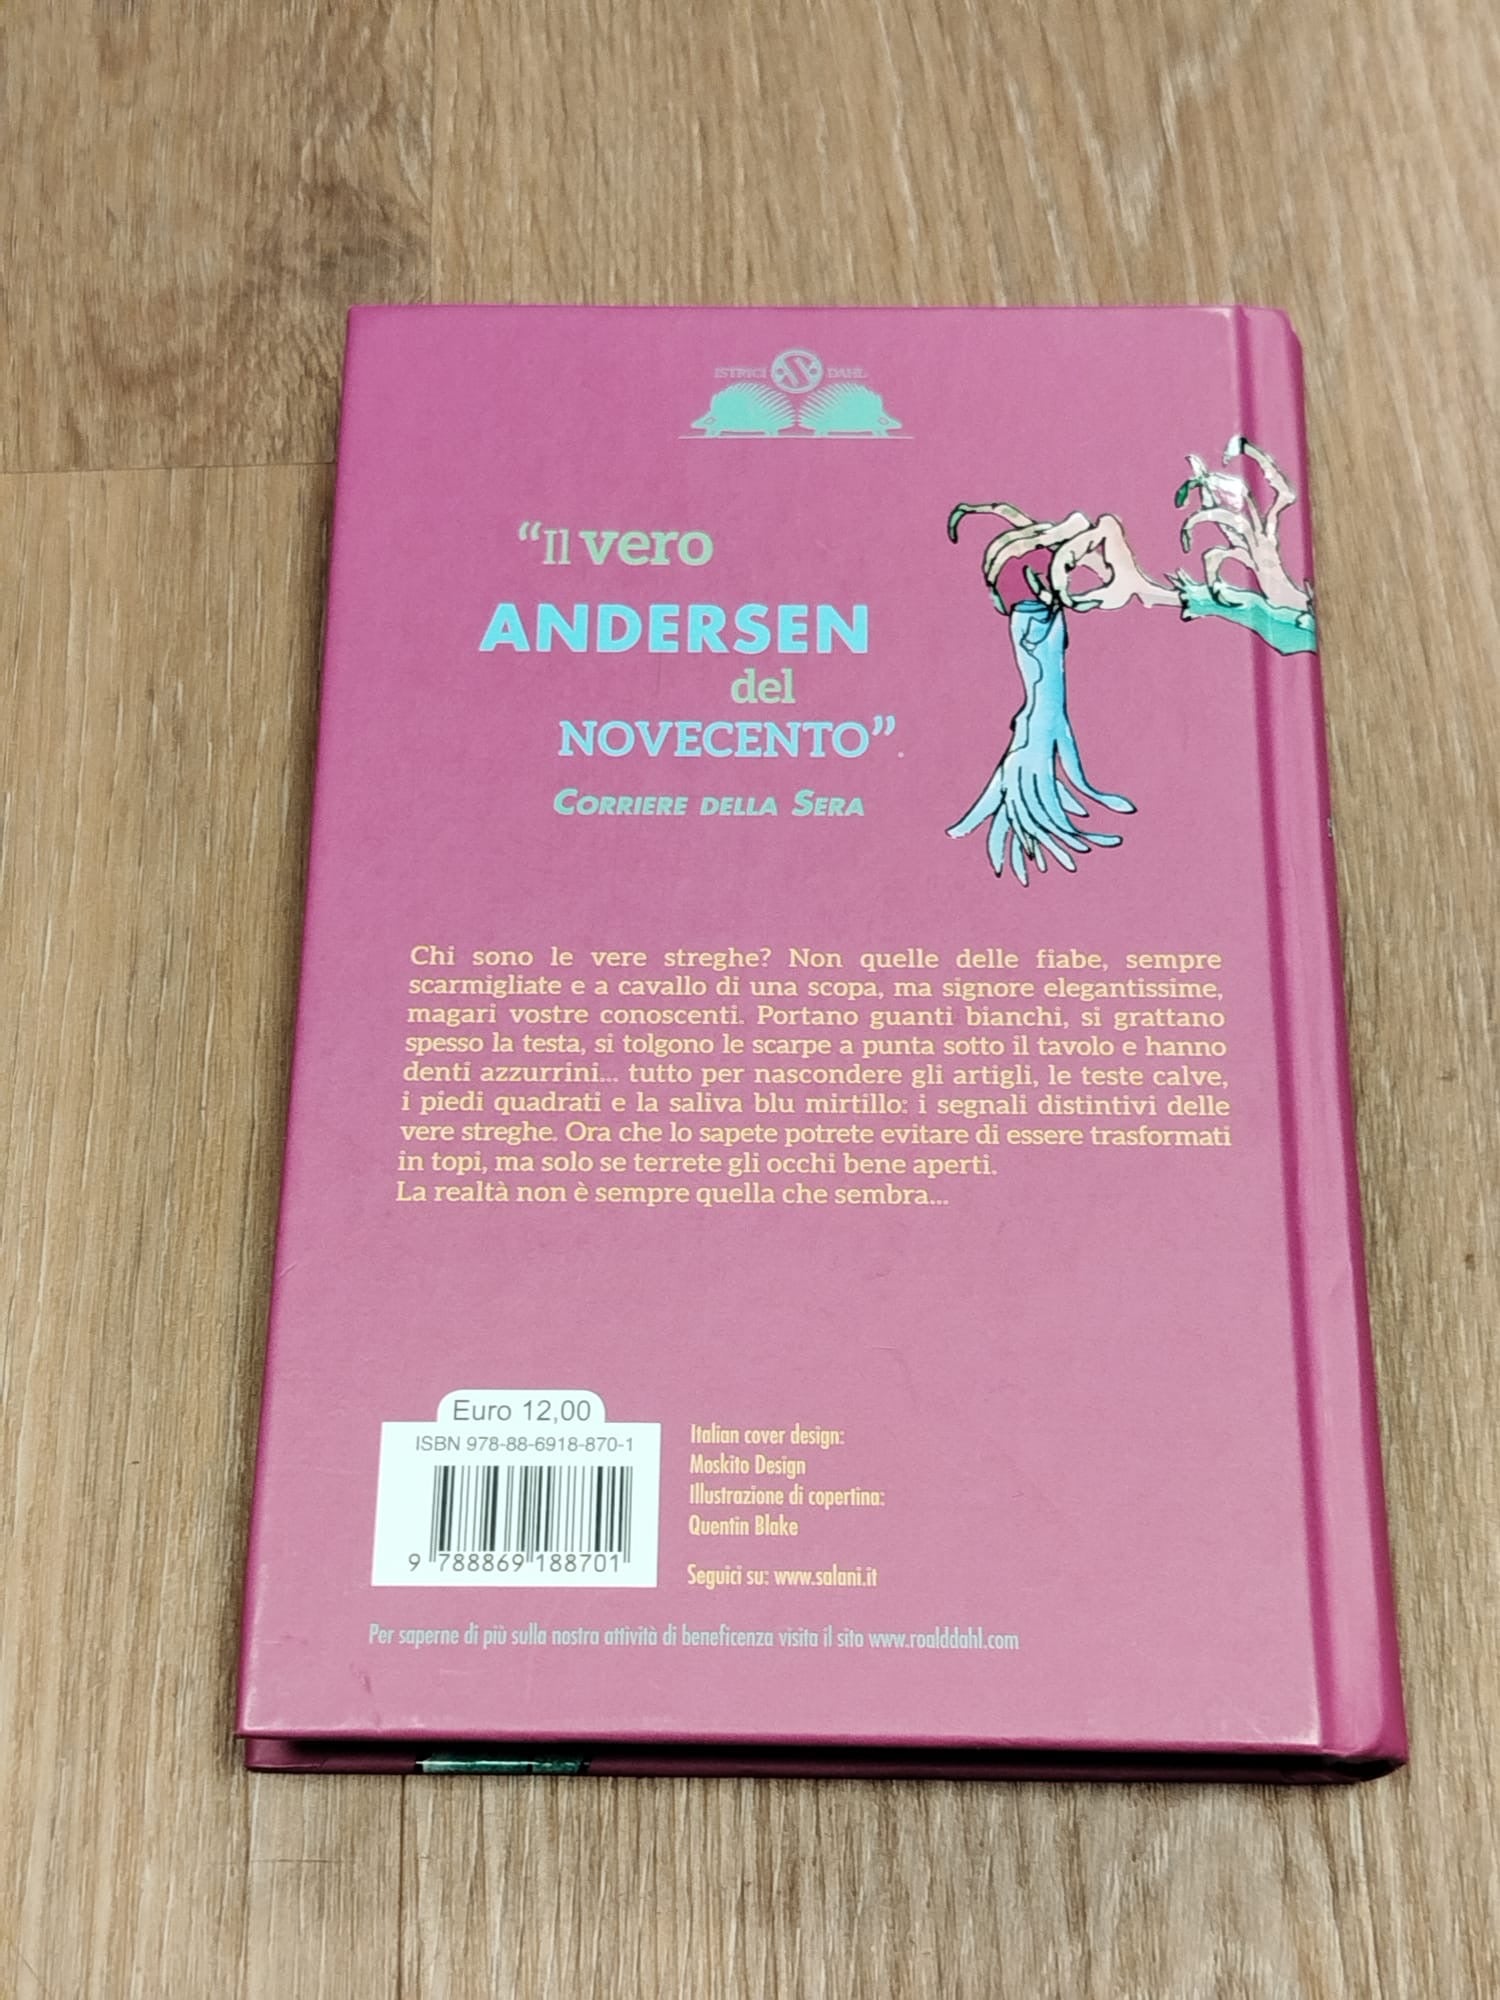 ISTRICI DAHL
“Il vero
ANDERSEN
del
NOVECENTO”.
CORRIERE DELLA SERA
Chi sono le vere streghe? Non quelle delle fiabe, sempre
scarmigliate e a cavallo di una scopa, ma signore elegantissime,
magari vostre conoscenti. Portano guanti bianchi, si grattano
spesso la testa, si tolgono le scarpe a punta sotto il tavolo e hanno
denti azzurrini... tutto per nascondere gli artigli, le teste calve,
i piedi quadrati e la saliva blu mirtillo: i segnali distintivi delle
vere streghe. Ora che lo sapete potrete evitare di essere trasformati
in topi, ma solo se terrete gli occhi bene aperti.
La realtà non è sempre quella che sembra...
Euro 12,00
ISBN 978-88-6918-870-1
9 788869 188701
Italian cover design:
Moskito Design
Illustrazione di copertina:
Quentin Blake
Seguici su: www.salani.it
Per saperne di più sulla nostra attività di beneficenza visita il sito www.roalddahl.com